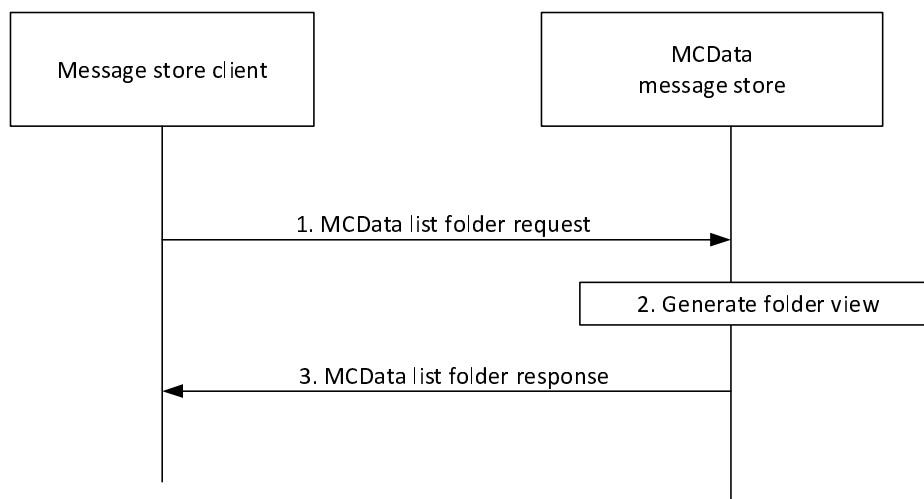 Message store client
MCData
message store
1. MCData list folder request
2. Generate folder view
3. MCData list folder response